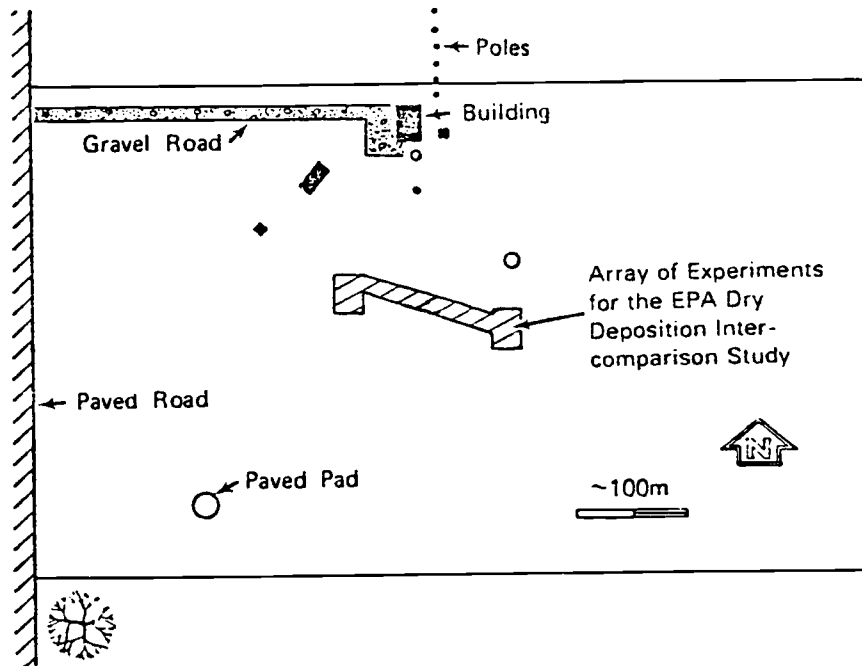 Poles
Building
Gravel Road
Array of Experiments
for the EPA Dry
Deposition Inter-
comparison Study
Paved Road
N
Paved Pad
~100m